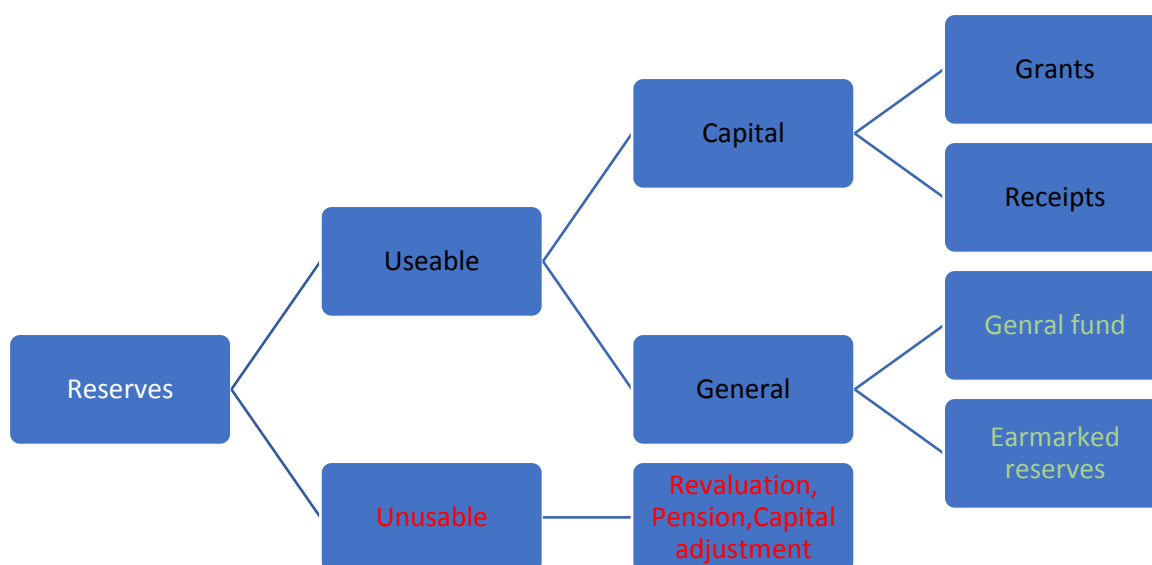 Grants
Capital
Receipts
Useable
Genral fund
Reserves
General
Earmarked
reserves
Unusable
Revaluation,
Pension,Capital
adjustment